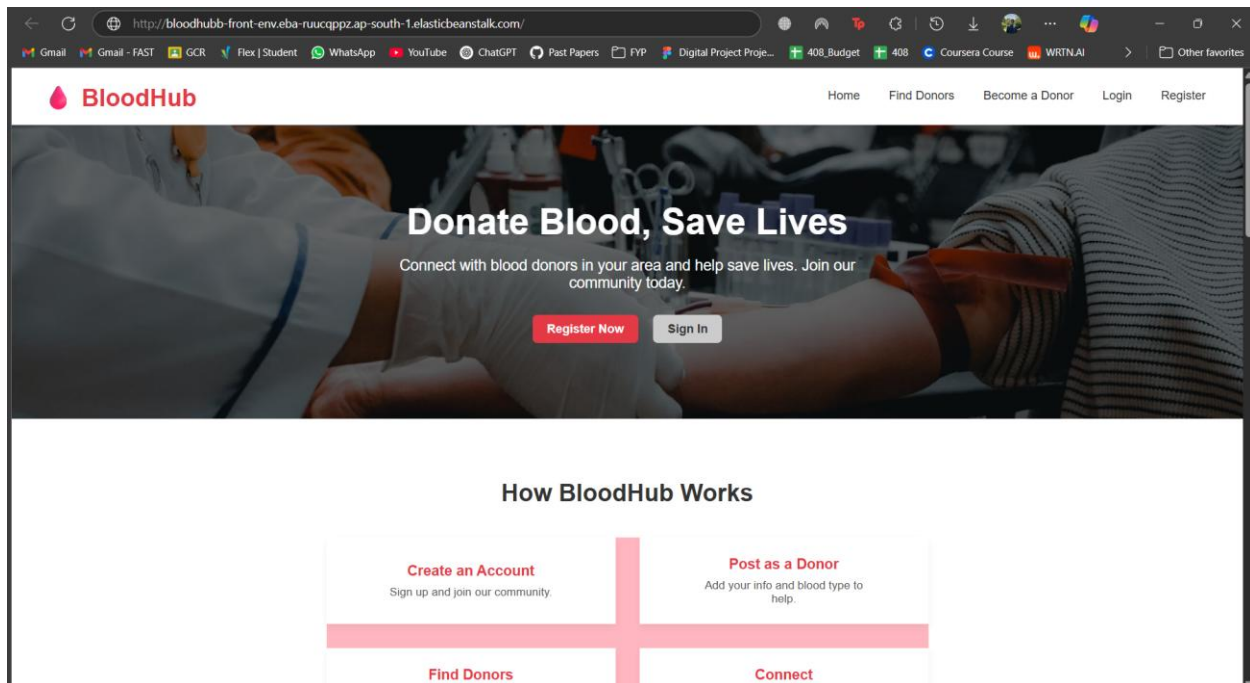 http://bloodhubb-front-env.eba-ruucqppz.ap-south-1.elasticbeanstalk.com/
Gmail Gmail - FAST GCR Flex | Student WhatsApp YouTube ChatGPT Past Papers FYP Digital Project Proje... 408_Budget 408 Coursera Course WRTN.AI Other favorites
BloodHub Home Find Donors Become a Donor Login Register
Donate Blood, Save Lives
Connect with blood donors in your area and help save lives. Join our
community today.
Register Now Sign In
How BloodHub Works
Create an Account
Sign up and join our community.
Post as a Donor
Add your info and blood type to
help.
Find Donors
Connect